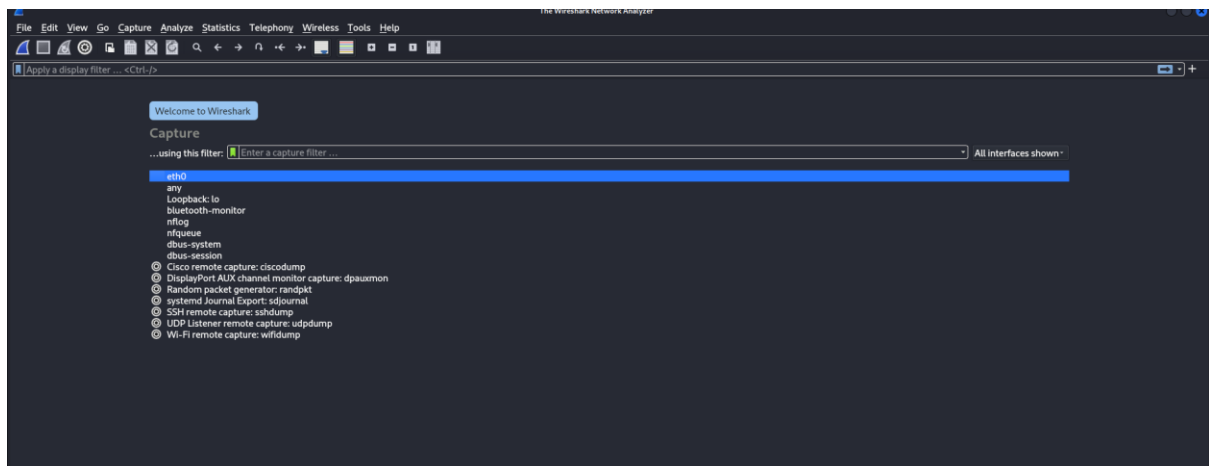 The Wireshark Network Analyzer
File Edit View Go Capture Analyze Statistics Telephony Wireless Tools Help
Apply a display filter ... <Ctrl-/>
Welcome to Wireshark
Capture
...using this filter: Enter a capture filter ... All interfaces shown
eth0
any
Loopback: lo
bluetooth-monitor
nflog
nfqueue
dbus-system
dbus-session
Cisco remote capture: ciscodump
DisplayPort AUX channel monitor capture: dpauxmon
Random packet generator: randpkt
systemd Journal Export: sdjournal
SSH remote capture: sshdump
UDP Listener remote capture: udpdump
Wi-Fi remote capture: wifidump